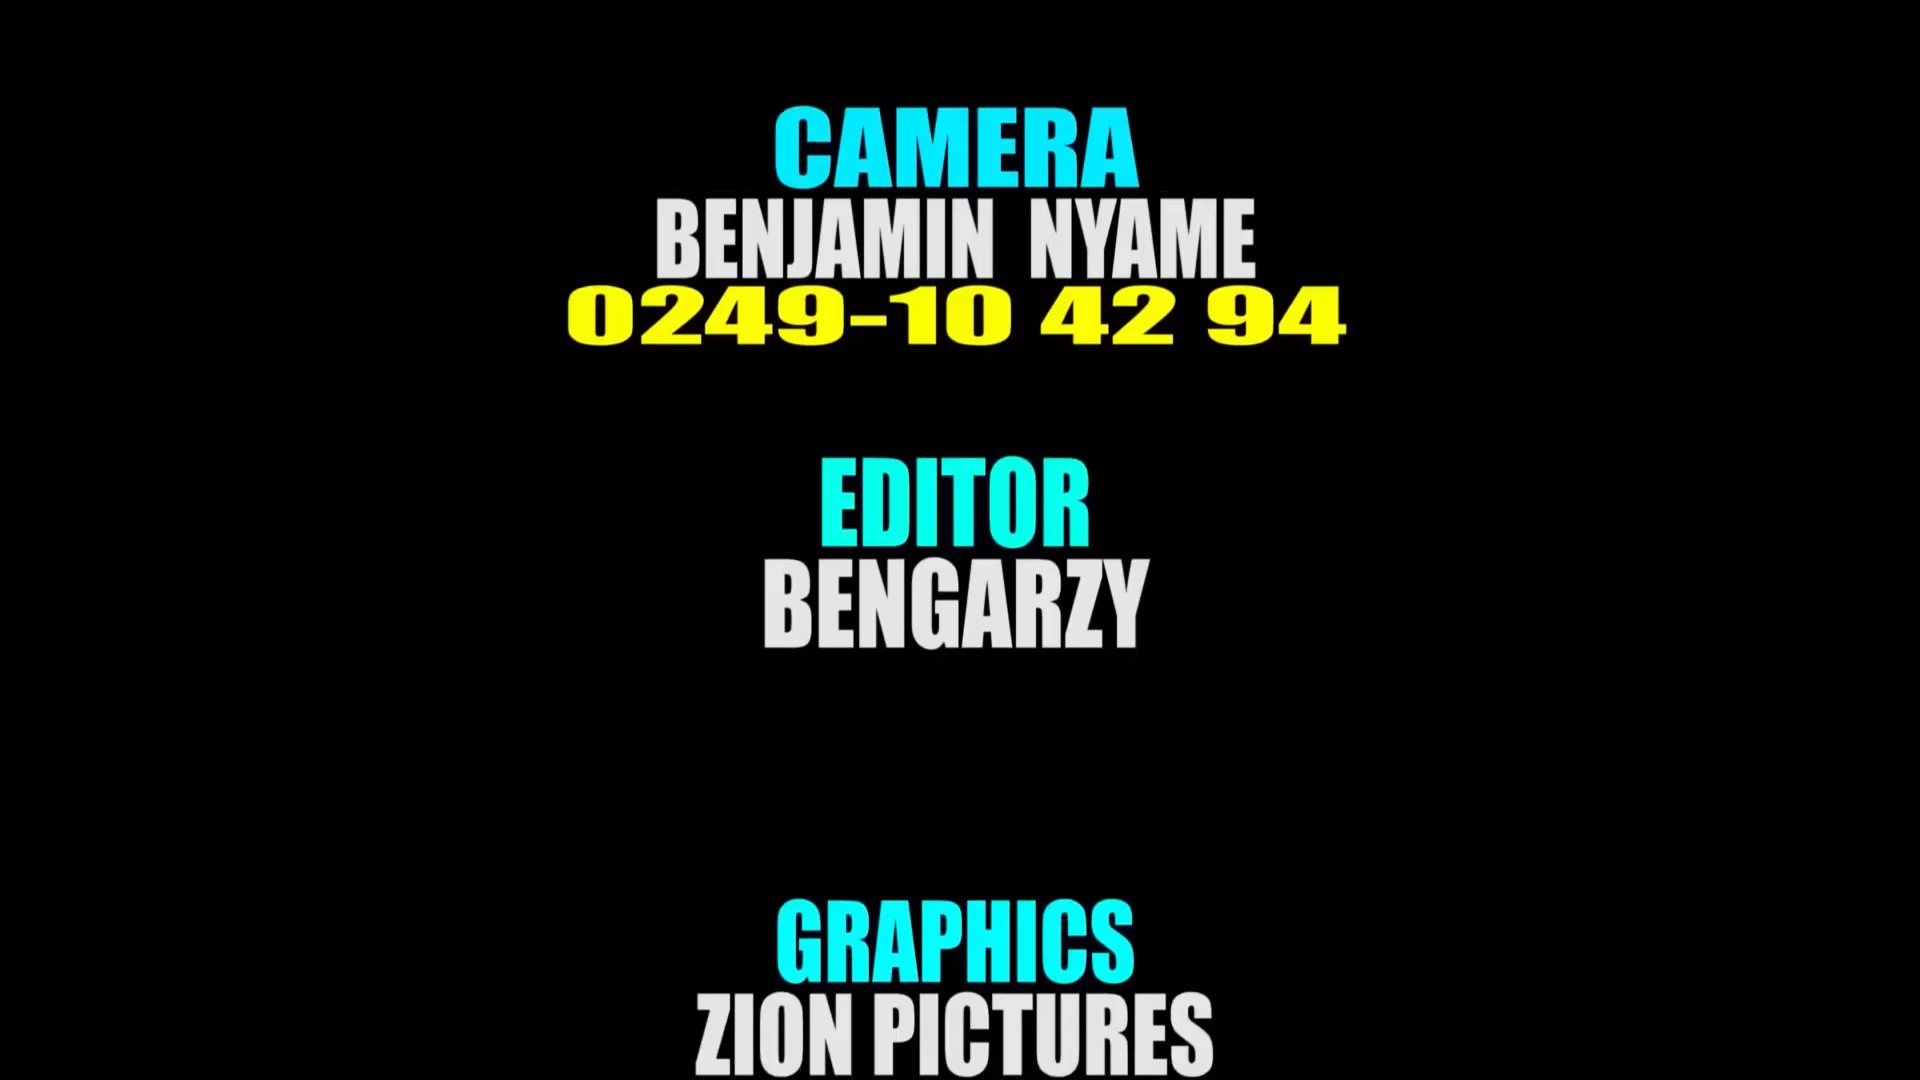 CAMERA
BENJAMIN NYAME
0249-10 42 94
EDITOR
BENGARZY
GRAPHICS
ZION PICTURES